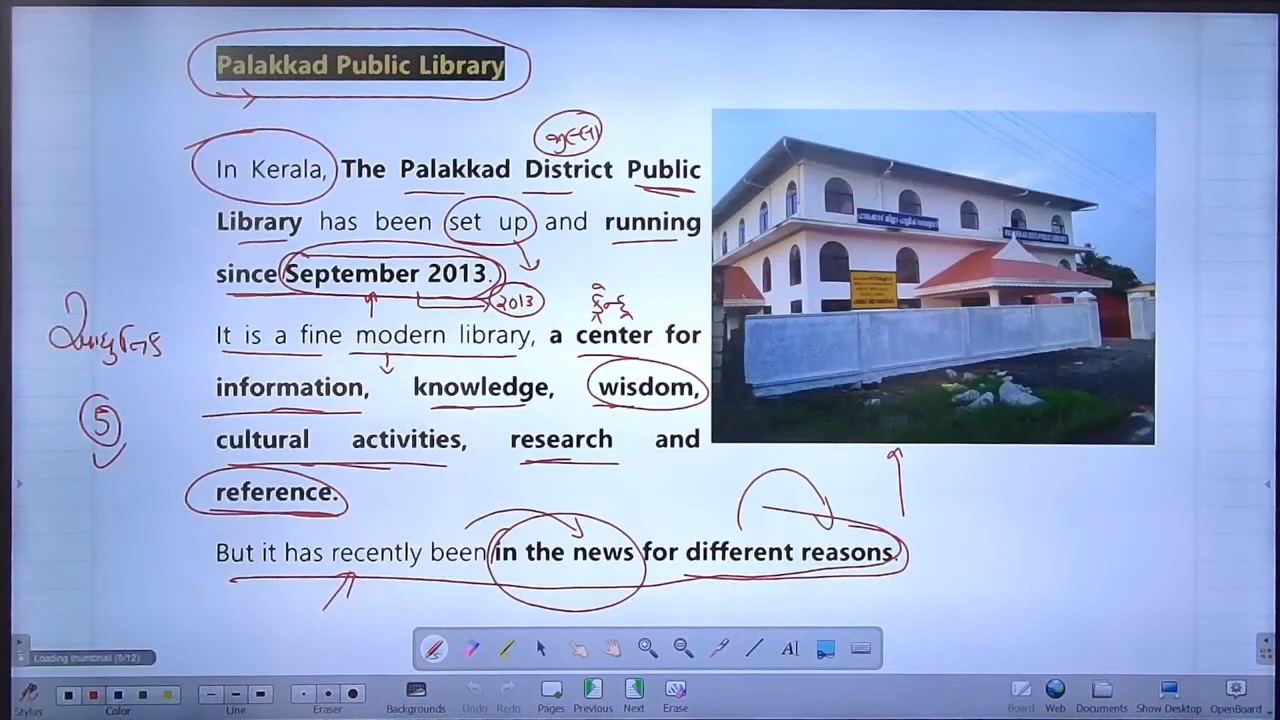 Palakkad Public Library
In Kerala, The Palakkad District Public
Library has been set up and running
since September 2013.
2013
It is a fine modern library, a center for
information, knowledge, wisdom,
5
cultural activities, research and
reference.
But it has recently been in the news for different reasons.
Loading thumbnail (8/12)
Stylus
Color
Line
Eraser
Backgrounds
Undo
Redo
Pages
Previous
Next
Erase
Board
Web
Documents
Show Desktop
OpenBoard